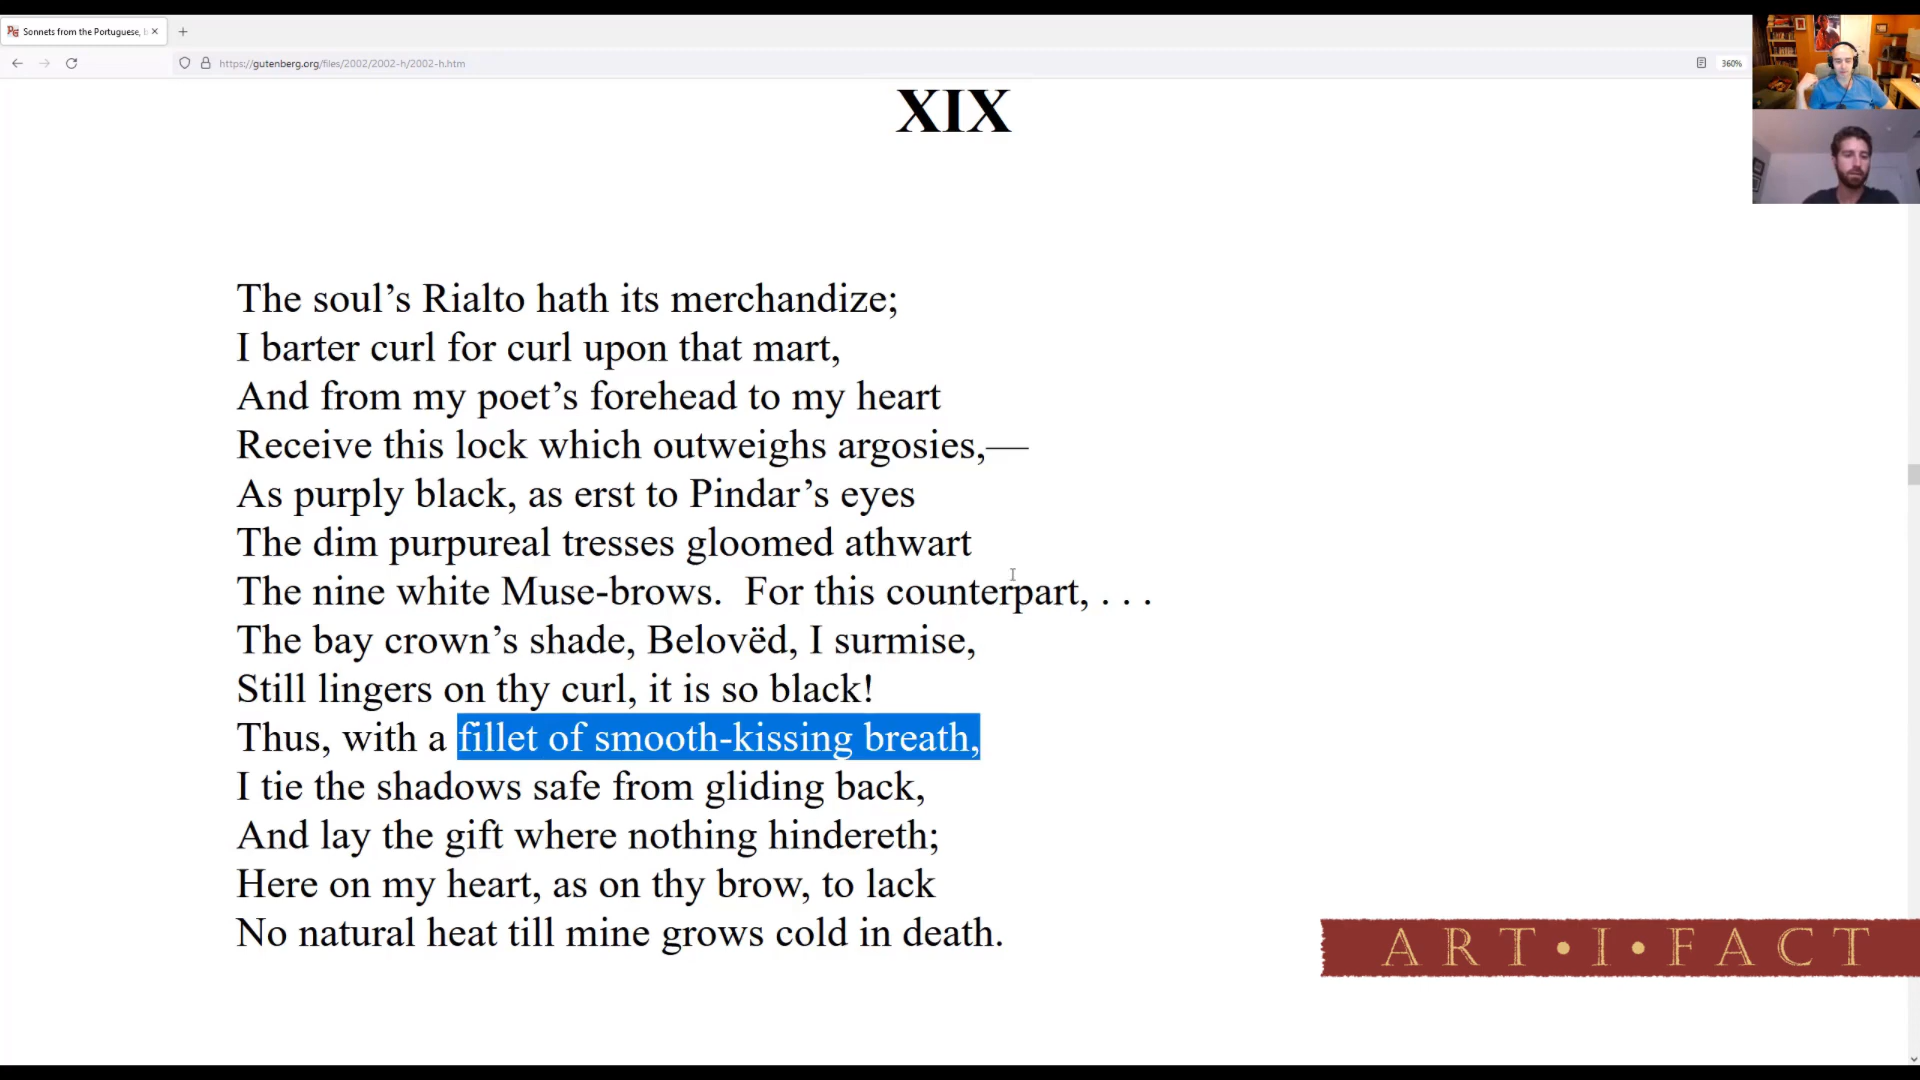 Sonnets from the Portuguese,
https://gutenberg.org/files/2002/2002-h/2002-h.htm
360%
XIX
The soul’s Rialto hath its merchandize;
I barter curl for curl upon that mart,
And from my poet’s forehead to my heart
Receive this lock which outweighs argosies,—
As purply black, as erst to Pindar’s eyes
The dim purpureal tresses gloomed athwart
The nine white Muse-brows.  For this counterpart, . . .
The bay crown’s shade, Belovëd, I surmise,
Still lingers on thy curl, it is so black!
Thus, with a fillet of smooth-kissing breath,
I tie the shadows safe from gliding back,
And lay the gift where nothing hindereth;
Here on my heart, as on thy brow, to lack
No natural heat till mine grows cold in death.
ART•I•FACT